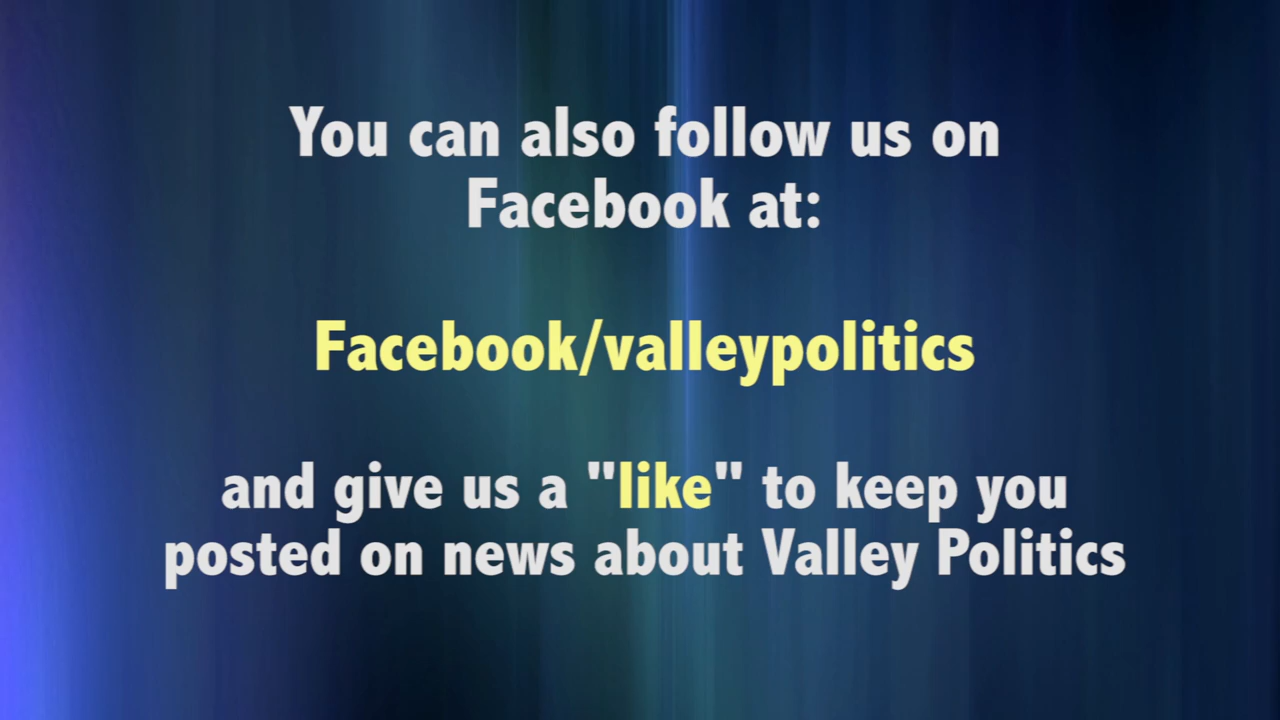 You can also follow us on
Facebook at:
Facebook/valleypolitics
and give us a "like" to keep you
posted on news about Valley Politics